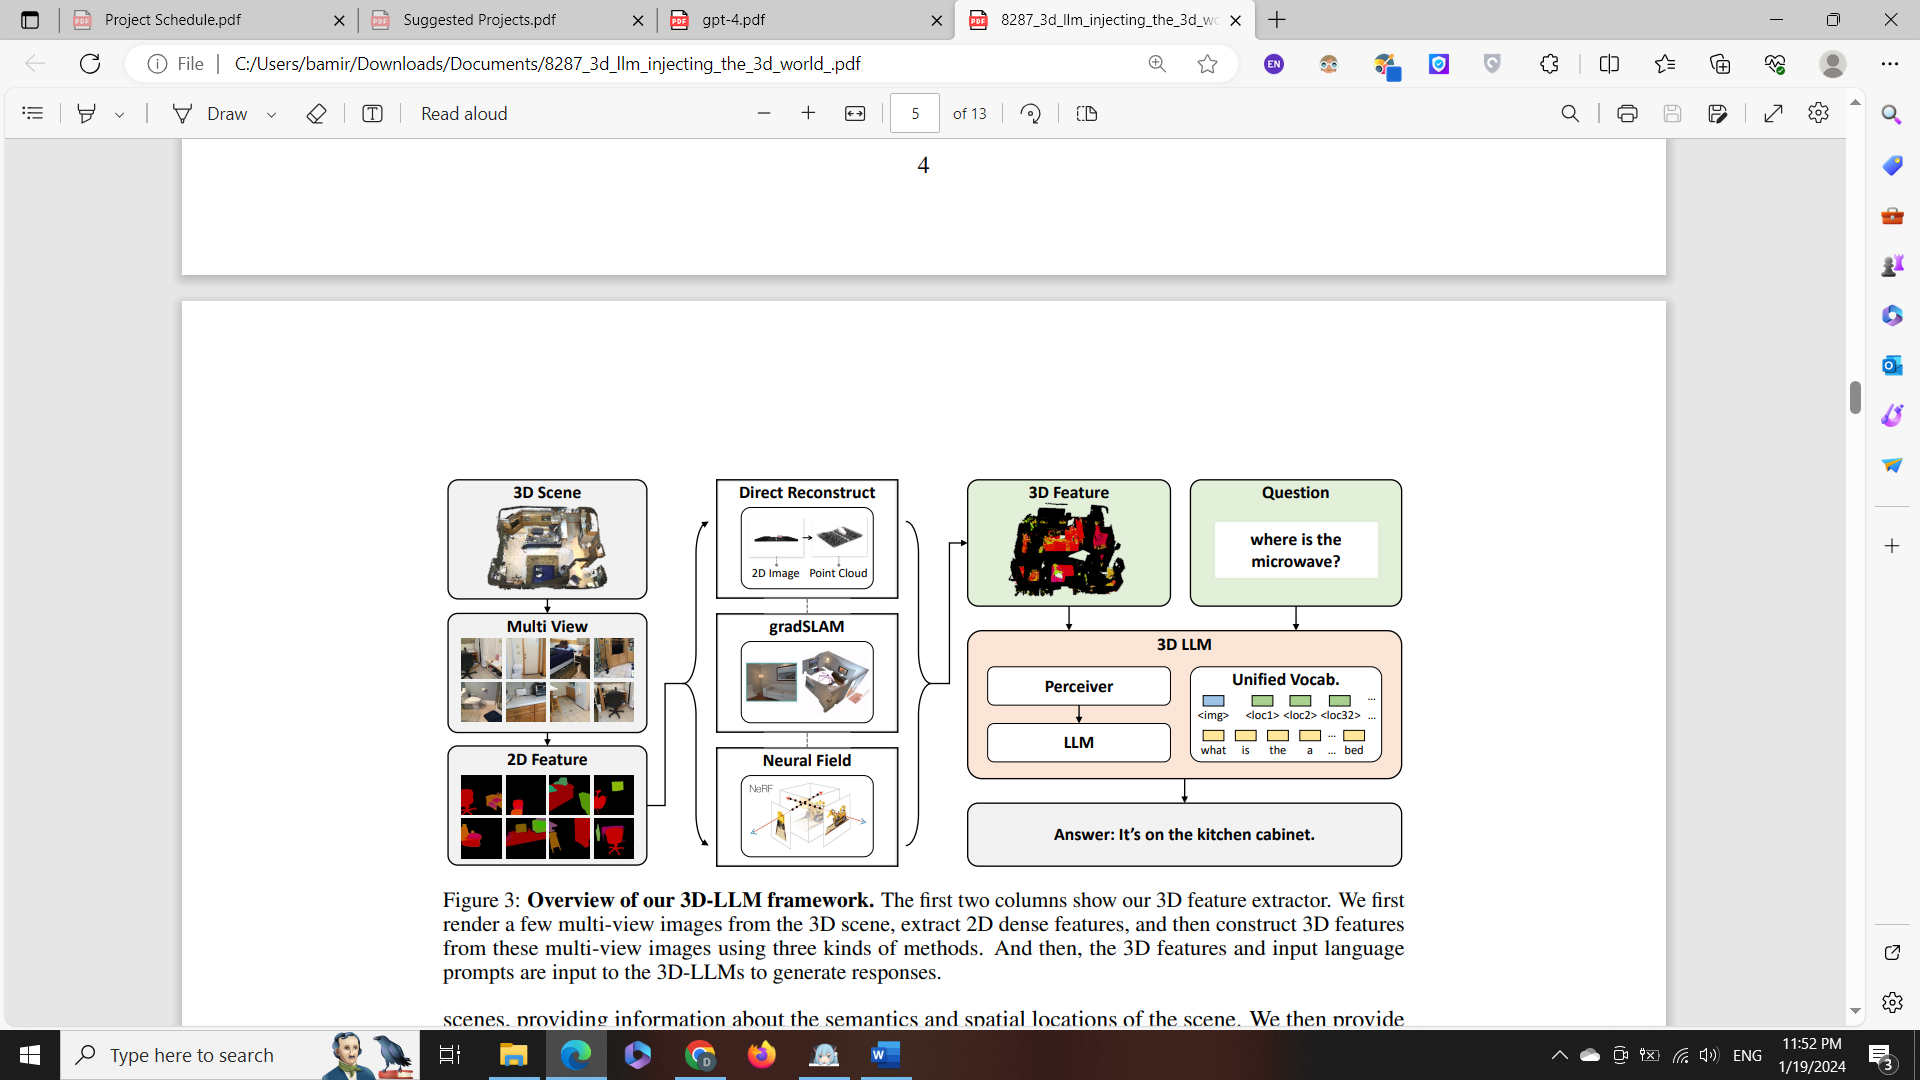 Project Schedule.pdf
Suggested Projects.pdf
gpt-4.pdf
8287_3d_llm_injecting_the_3d_wo
File
C:/Users/bamir/Downloads/Documents/8287_3d_llm_injecting_the_3d_world_.pdf
EN
Draw
Read aloud
5
of 13
4
3D Scene
Multi View
2D Feature
Direct Reconstruct
2D Image Point Cloud
gradSLAM
Neural Field
NeRF
3D Feature
Question
where is the
microwave?
3D LLM
Perceiver
LLM
Unified Vocab.
...
<img> <loc1> <loc2> <loc32> ...
...
what is the a ... bed
Answer: It's on the kitchen cabinet.
Figure 3: Overview of our 3D-LLM framework. The first two columns show our 3D feature extractor. We first
render a few multi-view images from the 3D scene, extract 2D dense features, and then construct 3D features
from these multi-view images using three kinds of methods. And then, the 3D features and input language
prompts are input to the 3D-LLMs to generate responses.
scenes, providing information about the semantics and spatial locations of the scene. We then provide
Type here to search
D
W
ENG
11:52 PM
1/19/2024
3